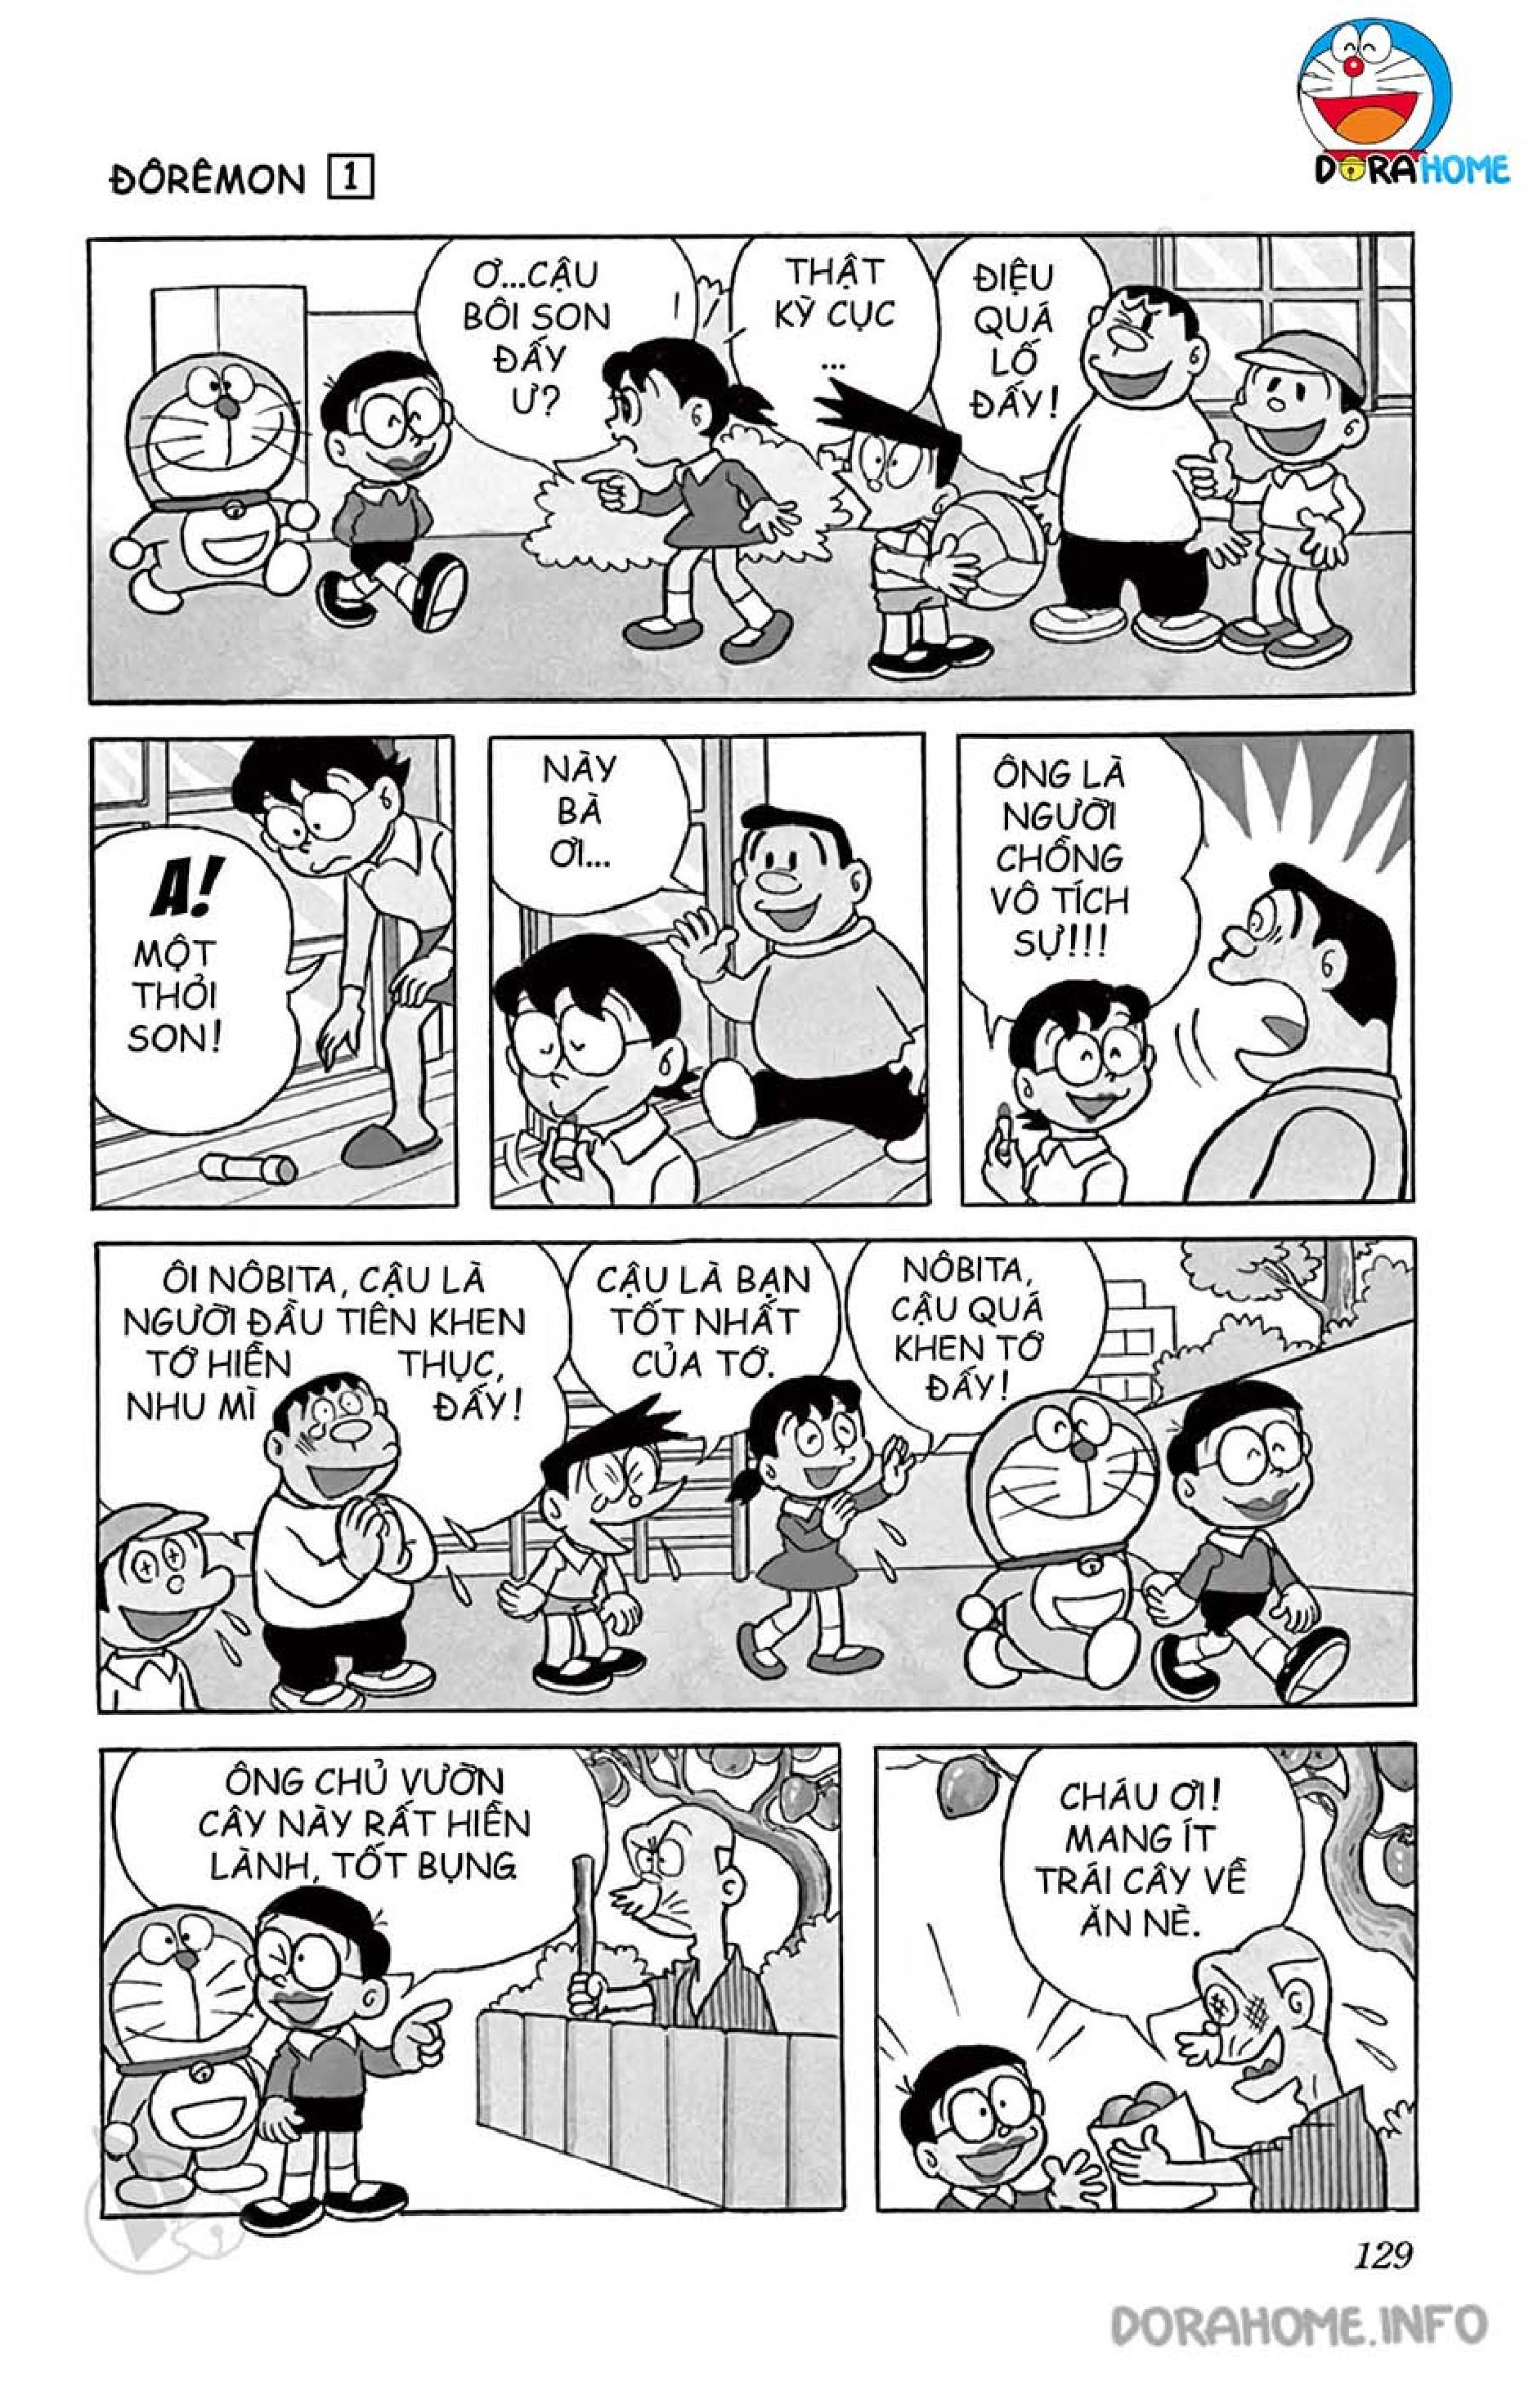 DORAHOME
ĐÔRÊMON 1
Ơ...CẬU
BÔI SON
ĐẤY
Ư?
THẬT
KỲ CỤC
...
ĐIỆU
QUÁ
LỐ
ĐẤY!
A!
MỘT
THỎI
SON!
NÀY
BÀ
ƠI...
ÔNG LÀ
NGƯỜI
CHỒNG
VÔ TÍCH
SỰ!!!
ÔI NÔBITA, CẬU LÀ
NGƯỜI ĐẦU TIÊN KHEN
TỚ HIỀN THỤC,
NHU MÌ ĐẤY!
CẬU LÀ BẠN
TỐT NHẤT
CỦA TỚ.
NÔBITA,
CẬU QUÁ
KHEN TỚ
ĐẤY!
ÔNG CHỦ VƯỜN
CÂY NÀY RẤT HIỀN
LÀNH, TỐT BỤNG
CHÁU ƠI!
MANG ÍT
TRÁI CÂY VỀ
ĂN NÈ.
129
DORAHOME.INFO